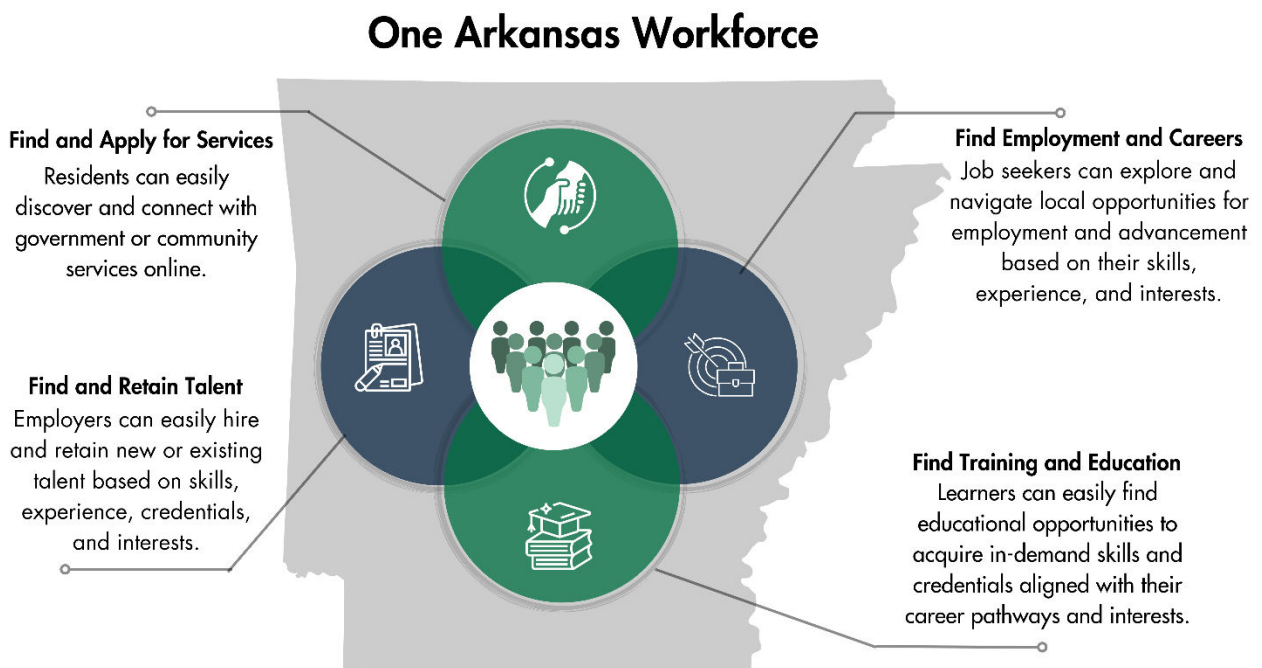 One Arkansas Workforce
Find and Apply for Services
Residents can easily
discover and connect with
government or community
services online.
Find and Retain Talent
Employers can easily hire
and retain new or existing
talent based on skills,
experience, credentials,
and interests.
Find Employment and Careers
Job seekers can explore and
navigate local opportunities for
employment and advancement
based on their skills,
experience, and interests.
Find Training and Education
Learners can easily find
educational opportunities to
acquire in-demand skills and
credentials aligned with their
career pathways and interests.